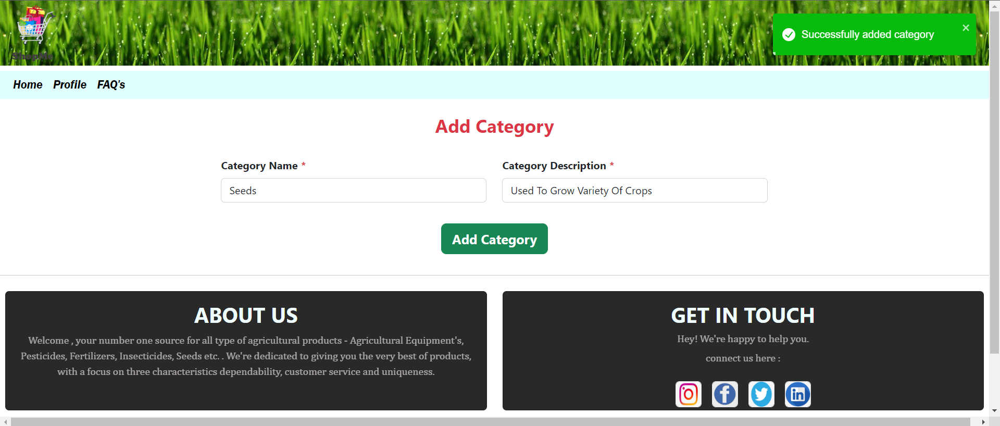 ShopMe
Successfully added category
Home Profile FAQ's
Add Category
Category Name *
Category Description *
Seeds
Used To Grow Variety Of Crops
Add Category
ABOUT US
Welcome , your number one source for all type of agricultural products - Agricultural Equipment's,
Pesticides, Fertilizers, Insecticides, Seeds etc. . We're dedicated to giving you the very best of products,
with a focus on three characteristics dependability, customer service and uniqueness.
GET IN TOUCH
Hey! We're happy to help you.
connect us here :